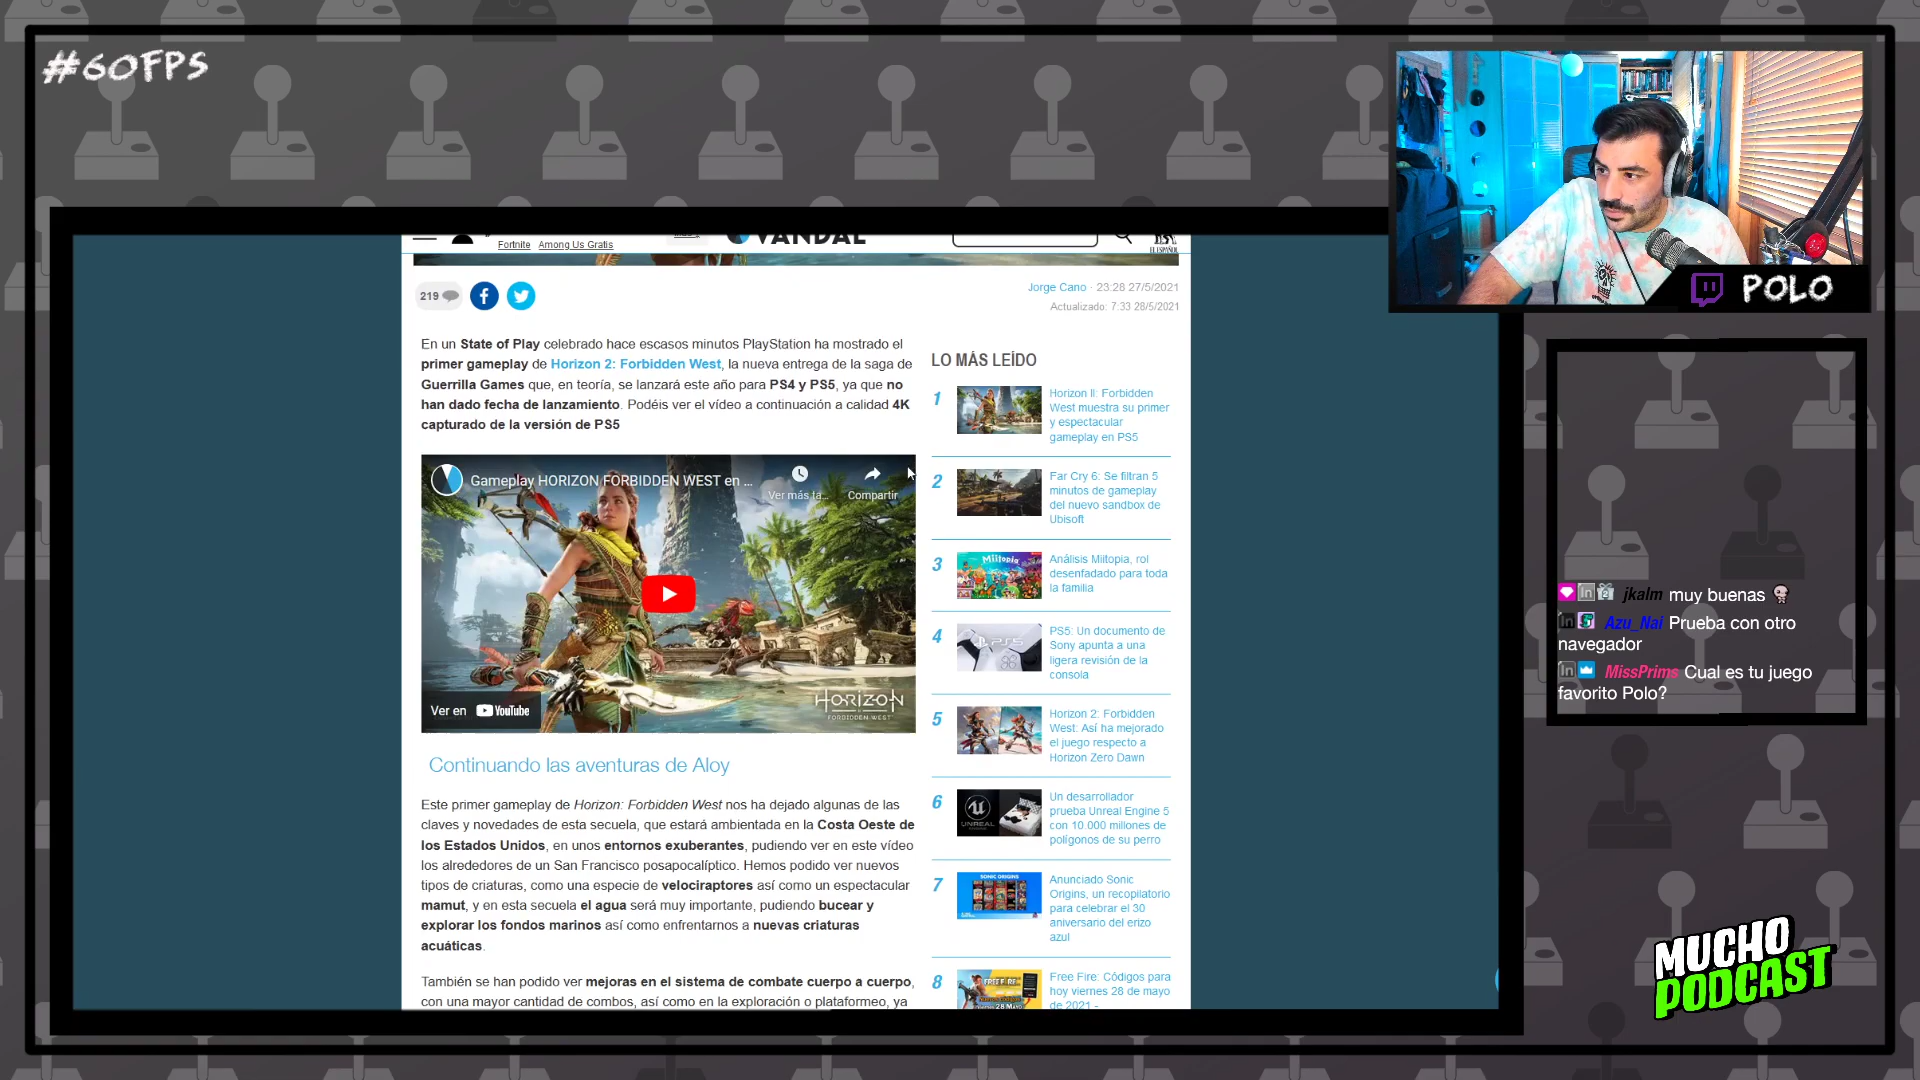 #60FPS
Fortnite Among Us Gratis
VANDAL
EL ESPAÑOL
219
Jorge Cano · 23:28 27/5/2021
Actualizado: 7:33 28/5/2021
En un State of Play celebrado hace escasos minutos PlayStation ha mostrado el
primer gameplay de Horizon 2: Forbidden West, la nueva entrega de la saga de
Guerrilla Games que, en teoría, se lanzará este año para PS4 y PS5, ya que no
han dado fecha de lanzamiento. Podéis ver el vídeo a continuación a calidad 4K
capturado de la versión de PS5
Gameplay HORIZON FORBIDDEN WEST en ...
Ver más ta...
Compartir
Ver en YouTube
HORIZON
FORBIDDEN WEST
Continuando las aventuras de Aloy
Este primer gameplay de Horizon: Forbidden West nos ha dejado algunas de las
claves y novedades de esta secuela, que estará ambientada en la Costa Oeste de
los Estados Unidos, en unos entornos exuberantes, pudiendo ver en este vídeo
los alrededores de un San Francisco posapocalíptico. Hemos podido ver nuevos
tipos de criaturas, como una especie de velociraptores así como un espectacular
mamut, y en esta secuela el agua será muy importante, pudiendo bucear y
explorar los fondos marinos así como enfrentarnos a nuevas criaturas
acuáticas.
También se han podido ver mejoras en el sistema de combate cuerpo a cuerpo,
con una mayor cantidad de combos, así como en la exploración o plataformeo, ya
LO MÁS LEÍDO
1
Horizon II: Forbidden
West muestra su primer
y espectacular
gameplay en PS5
2
Far Cry 6: Se filtran 5
minutos de gameplay
del nuevo sandbox de
Ubisoft
3
Miitopia
Análisis Miitopia, rol
desenfadado para toda
la familia
4
PS5
PS5: Un documento de
Sony apunta a una
ligera revisión de la
consola
5
Horizon 2: Forbidden
West: Así ha mejorado
el juego respecto a
Horizon Zero Dawn
6
UNREAL
Un desarrollador
prueba Unreal Engine 5
con 10.000 millones de
polígonos de su perro
7
SONIC ORIGINS
Anunciado Sonic
Origins, un recopilatorio
para celebrar el 30
aniversario del erizo
azul
8
FREE FIRE
28 MAYO
Free Fire: Códigos para
hoy viernes 28 de mayo
de 2021 -
POLO
jkalm muy buenas
Azu_Nai Prueba con otro
navegador
MissPrims Cual es tu juego
favorito Polo?
MUCHO
PODCAST